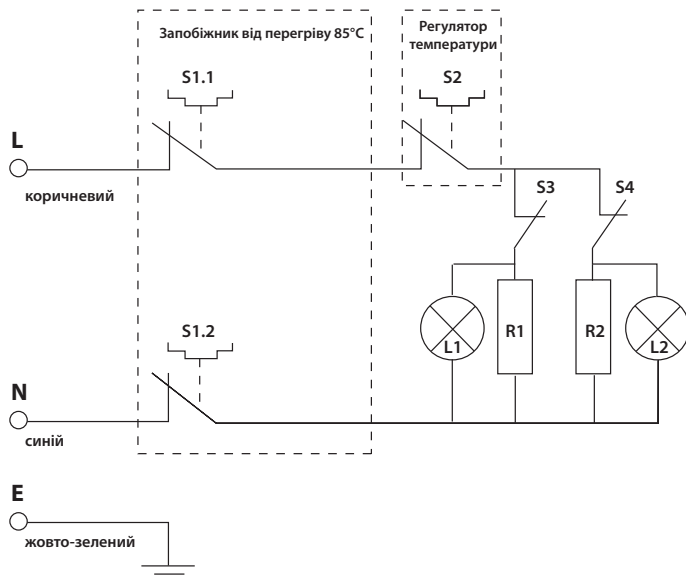 Запобіжник від перегріву 85°C
Регулятор
температури
S1.1
S2
L
коричневий
S3
S4
S1.2
L1
R1
R2
L2
N
синій
E
жовто-зелений